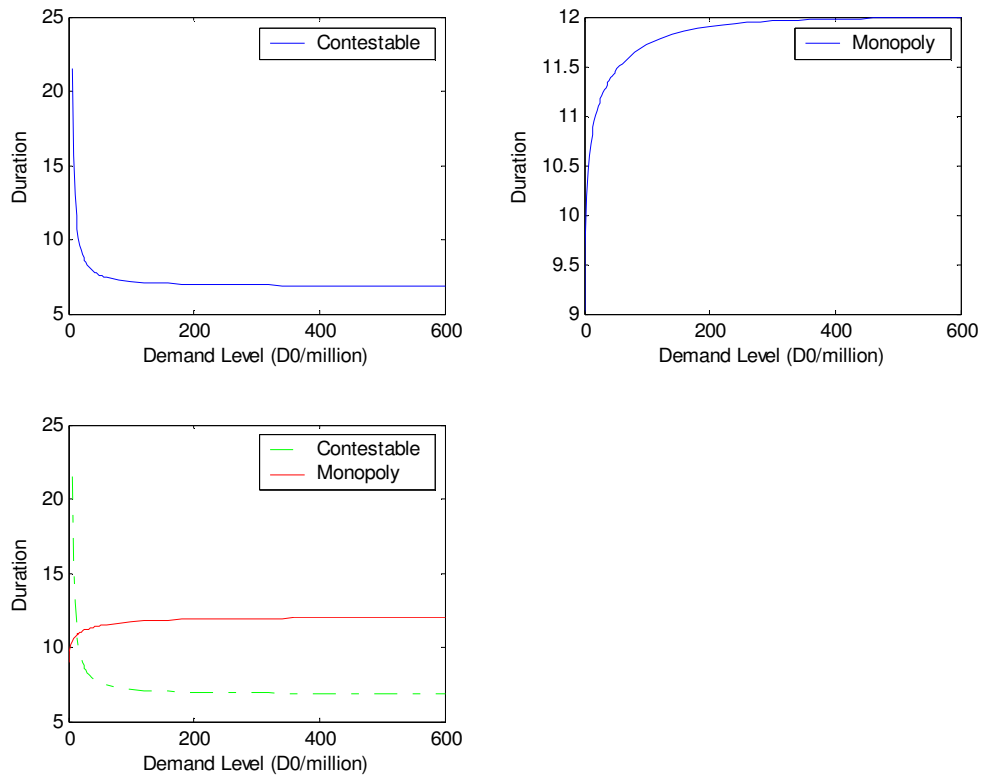 25
20
15
10
5
Duration
0
200
400
600
Demand Level (D0/million)
Contestable
12
11.5
11
10.5
10
9.5
9
Duration
0
200
400
600
Demand Level (D0/million)
Monopoly
25
20
15
10
5
Duration
0
200
400
600
Demand Level (D0/million)
Contestable
Monopoly